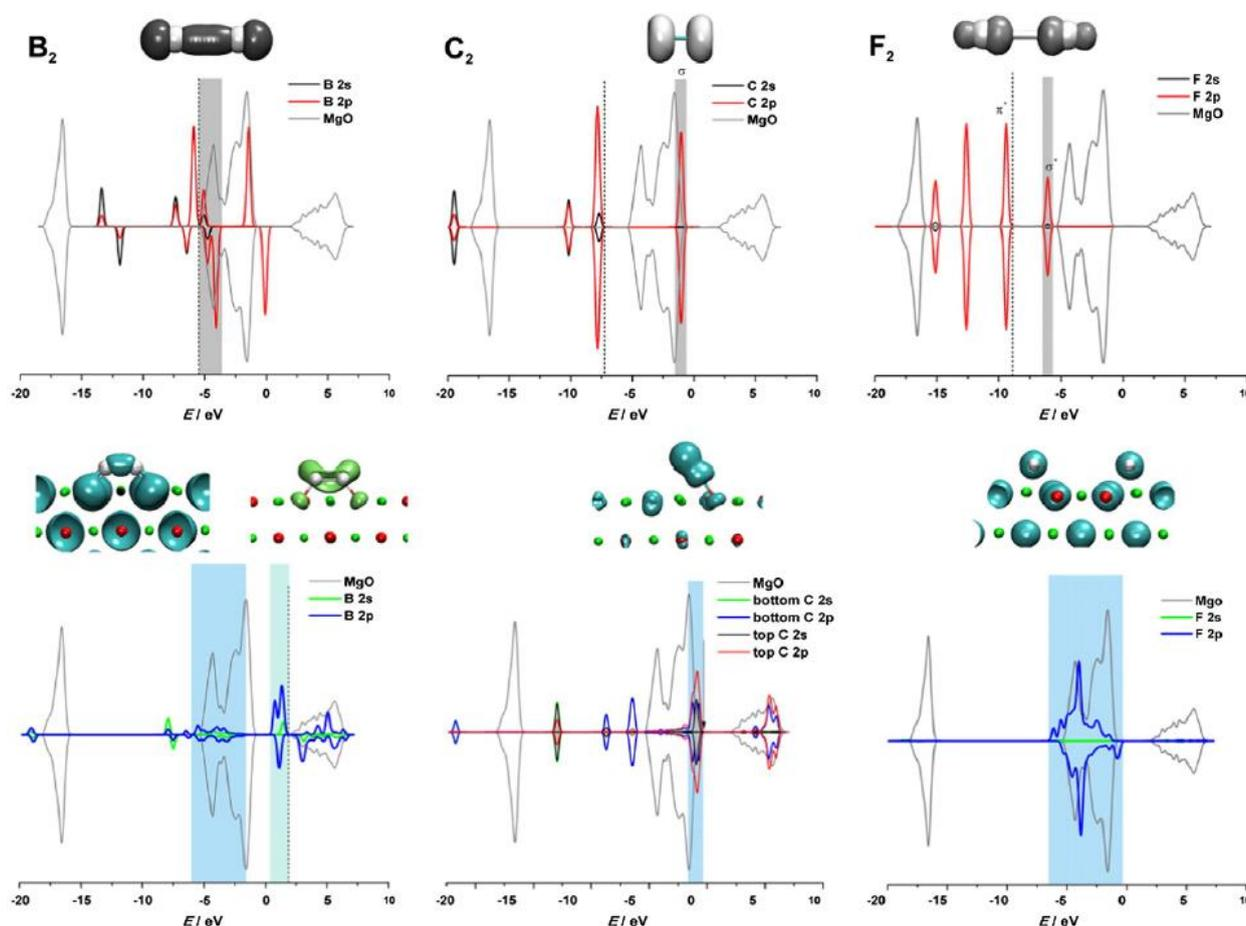 B2
C2
F2
B 2s
B 2p
MgO
σ
C 2s
C 2p
MgO
F 2s
F 2p
MgO
π*
σ*
-20 -15 -10 -5 0 5 10
E / eV
-20 -15 -10 -5 0 5 10
E / eV
-20 -15 -10 -5 0 5 10
E / eV
MgO
B 2s
B 2p
MgO
bottom C 2s
bottom C 2p
top C 2s
top C 2p
Mgo
F 2s
F 2p
-20 -15 -10 -5 0 5 10
E / eV
-20 -15 -10 -5 0 5 10
E / eV
-20 -15 -10 -5 0 5 10
E / eV